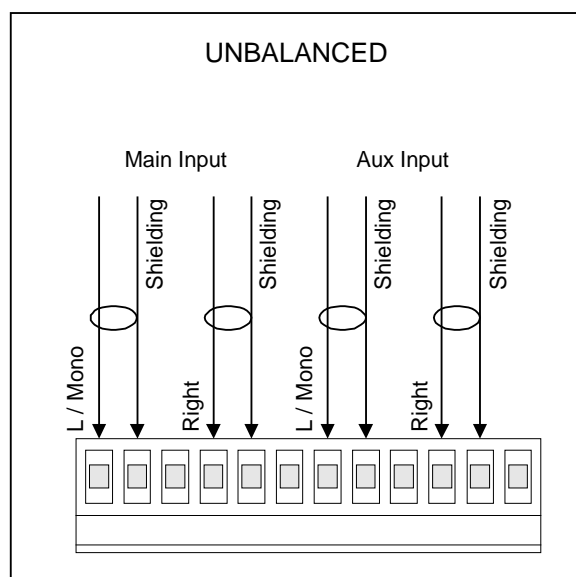 UNBALANCED
Main Input
Aux Input
L / Mono
Shielding
Right
Shielding
L / Mono
Shielding
Right
Shielding